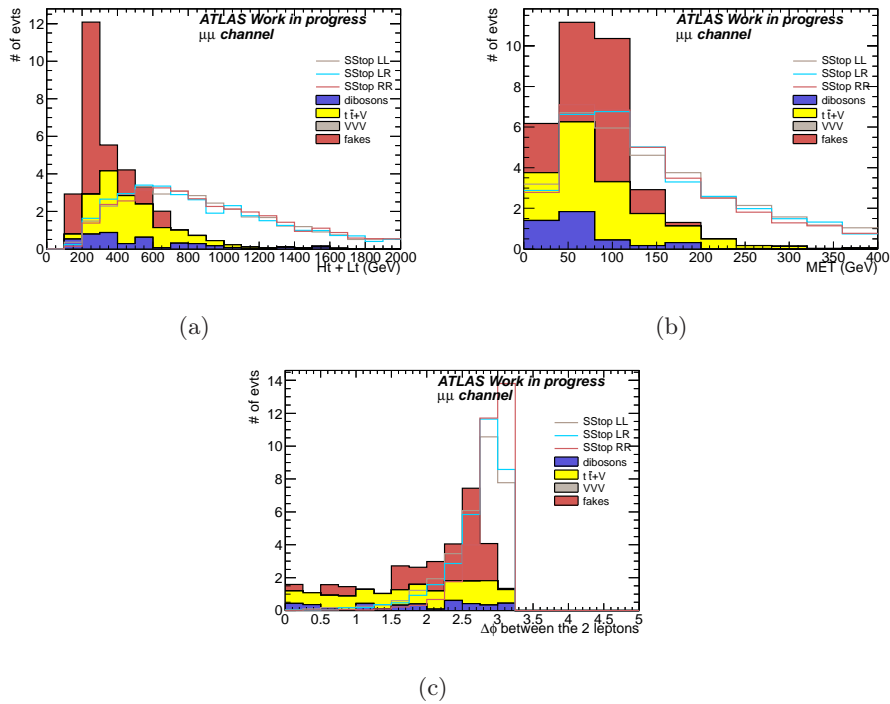 ATLAS Work in progress
μμ channel
# of evts
SStop LL
SStop LR
SStop RR
dibosons
t t̄+V
VVV
fakes
12
10
8
6
4
2
0
200 400 600 800 1000 1200 1400 1600 1800 2000
Ht + Lt (GeV)
(a)
ATLAS Work in progress
μμ channel
# of evts
SStop LL
SStop LR
SStop RR
dibosons
t t̄+V
VVV
fakes
10
8
6
4
2
0
0 50 100 150 200 250 300 350 400
MET (GeV)
(b)
ATLAS Work in progress
μμ channel
# of evts
SStop LL
SStop LR
SStop RR
dibosons
t t̄+V
VVV
fakes
14
12
10
8
6
4
2
0
0 0.5 1 1.5 2 2.5 3 3.5 4 4.5 5
Δϕ between the 2 leptons
(c)